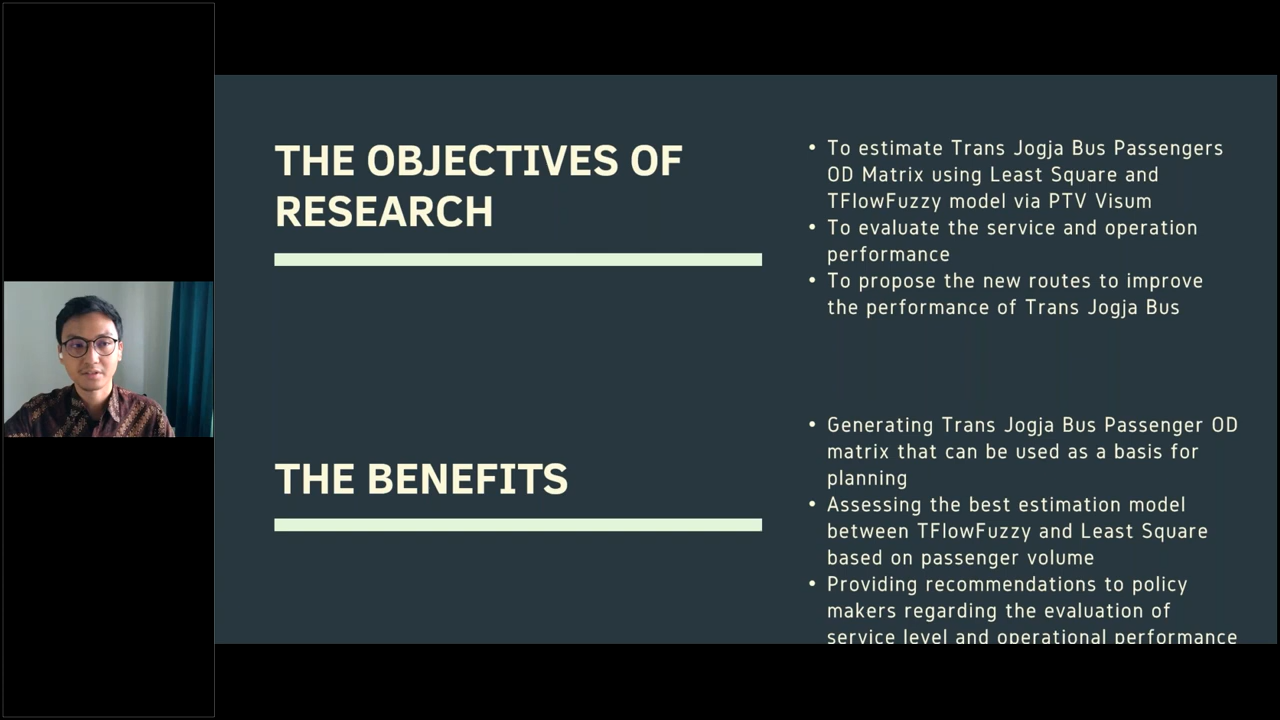 THE OBJECTIVES OF
RESEARCH
• To estimate Trans Jogja Bus Passengers
OD Matrix using Least Square and
TFlowFuzzy model via PTV Visum
• To evaluate the service and operation
performance
• To propose the new routes to improve
the performance of Trans Jogja Bus
THE BENEFITS
• Generating Trans Jogja Bus Passenger OD
matrix that can be used as a basis for
planning
• Assessing the best estimation model
between TFlowFuzzy and Least Square
based on passenger volume
• Providing recommendations to policy
makers regarding the evaluation of
service level and operational performance